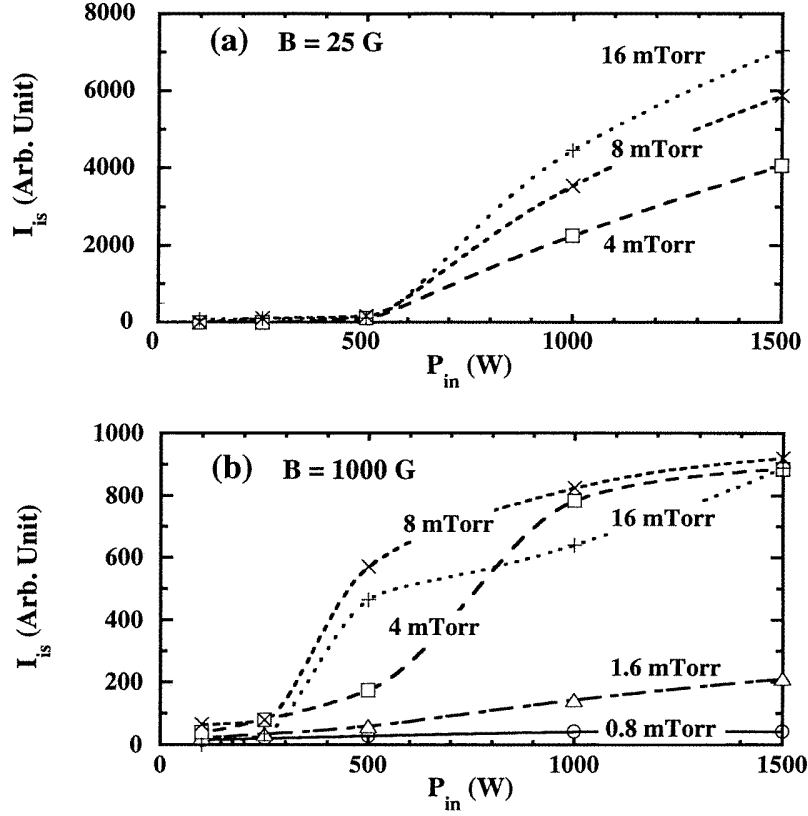 8000
(a) B = 25 G
16 mTorr
6000
8 mTorr
4000
4 mTorr
2000
0
I_is (Arb. Unit)
0 500 1000 1500
P_in (W)
1000
(b) B = 1000 G
800
8 mTorr
16 mTorr
600
400
4 mTorr
200
1.6 mTorr
0.8 mTorr
0
I_is (Arb. Unit)
0 500 1000 1500
P_in (W)